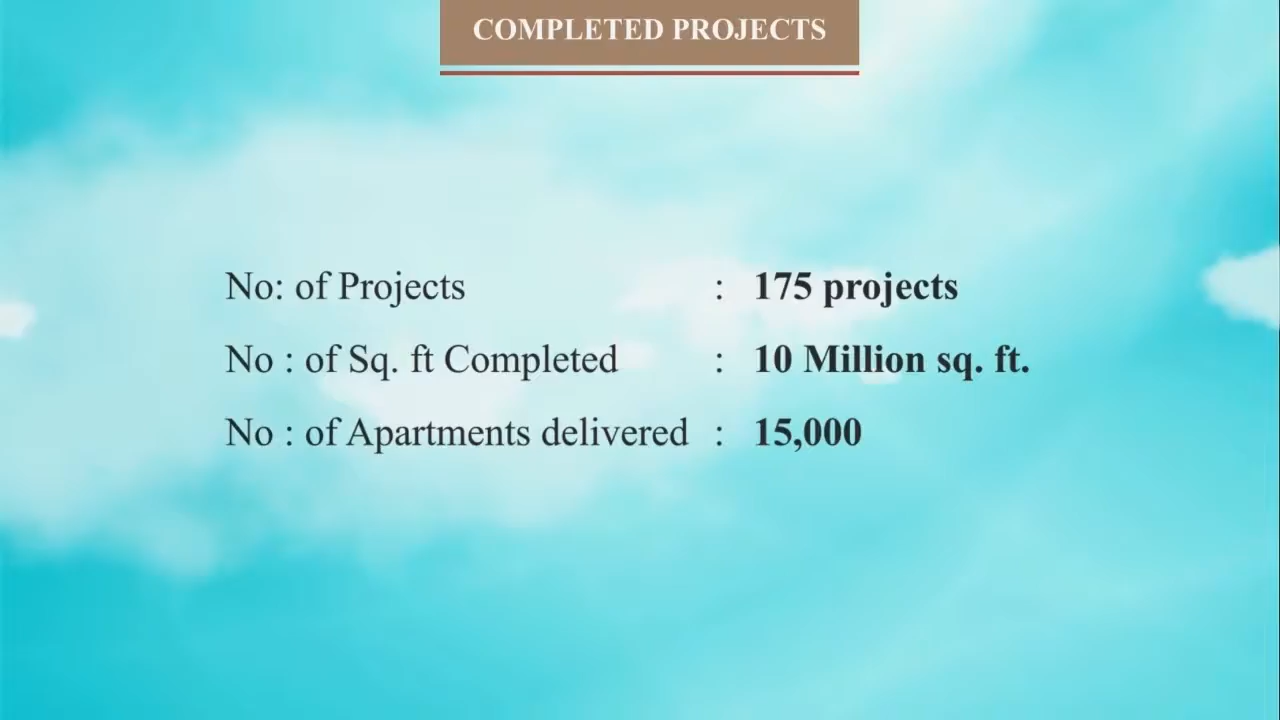 COMPLETED PROJECTS
No: of Projects : 175 projects
No : of Sq. ft Completed : 10 Million sq. ft.
No : of Apartments delivered : 15,000